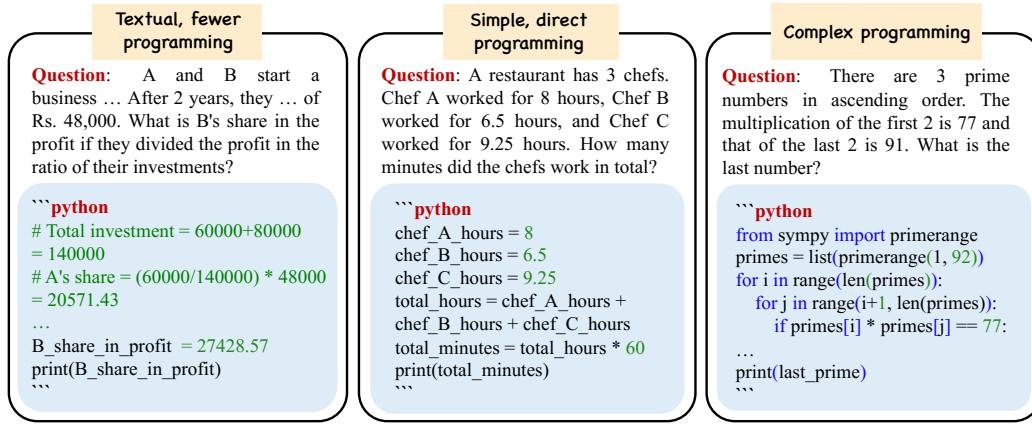 Textual, fewer
programming
Question: A and B start a
business … After 2 years, they … of
Rs. 48,000. What is B's share in the
profit if they divided the profit in the
ratio of their investments?
```python
# Total investment = 60000+80000
= 140000
# A's share = (60000/140000) * 48000
= 20571.43
…
B_share_in_profit = 27428.57
print(B_share_in_profit)
```
Simple, direct
programming
Question: A restaurant has 3 chefs.
Chef A worked for 8 hours, Chef B
worked for 6.5 hours, and Chef C
worked for 9.25 hours. How many
minutes did the chefs work in total?
```python
chef_A_hours = 8
chef_B_hours = 6.5
chef_C_hours = 9.25
total_hours = chef_A_hours +
chef_B_hours + chef_C_hours
total_minutes = total_hours * 60
print(total_minutes)
```
Complex programming
Question: There are 3 prime
numbers in ascending order. The
multiplication of the first 2 is 77 and
that of the last 2 is 91. What is the
last number?
```python
from sympy import primerange
primes = list(primerange(1, 92))
for i in range(len(primes)):
for j in range(i+1, len(primes)):
if primes[i] * primes[j] == 77:
…
print(last_prime)
```